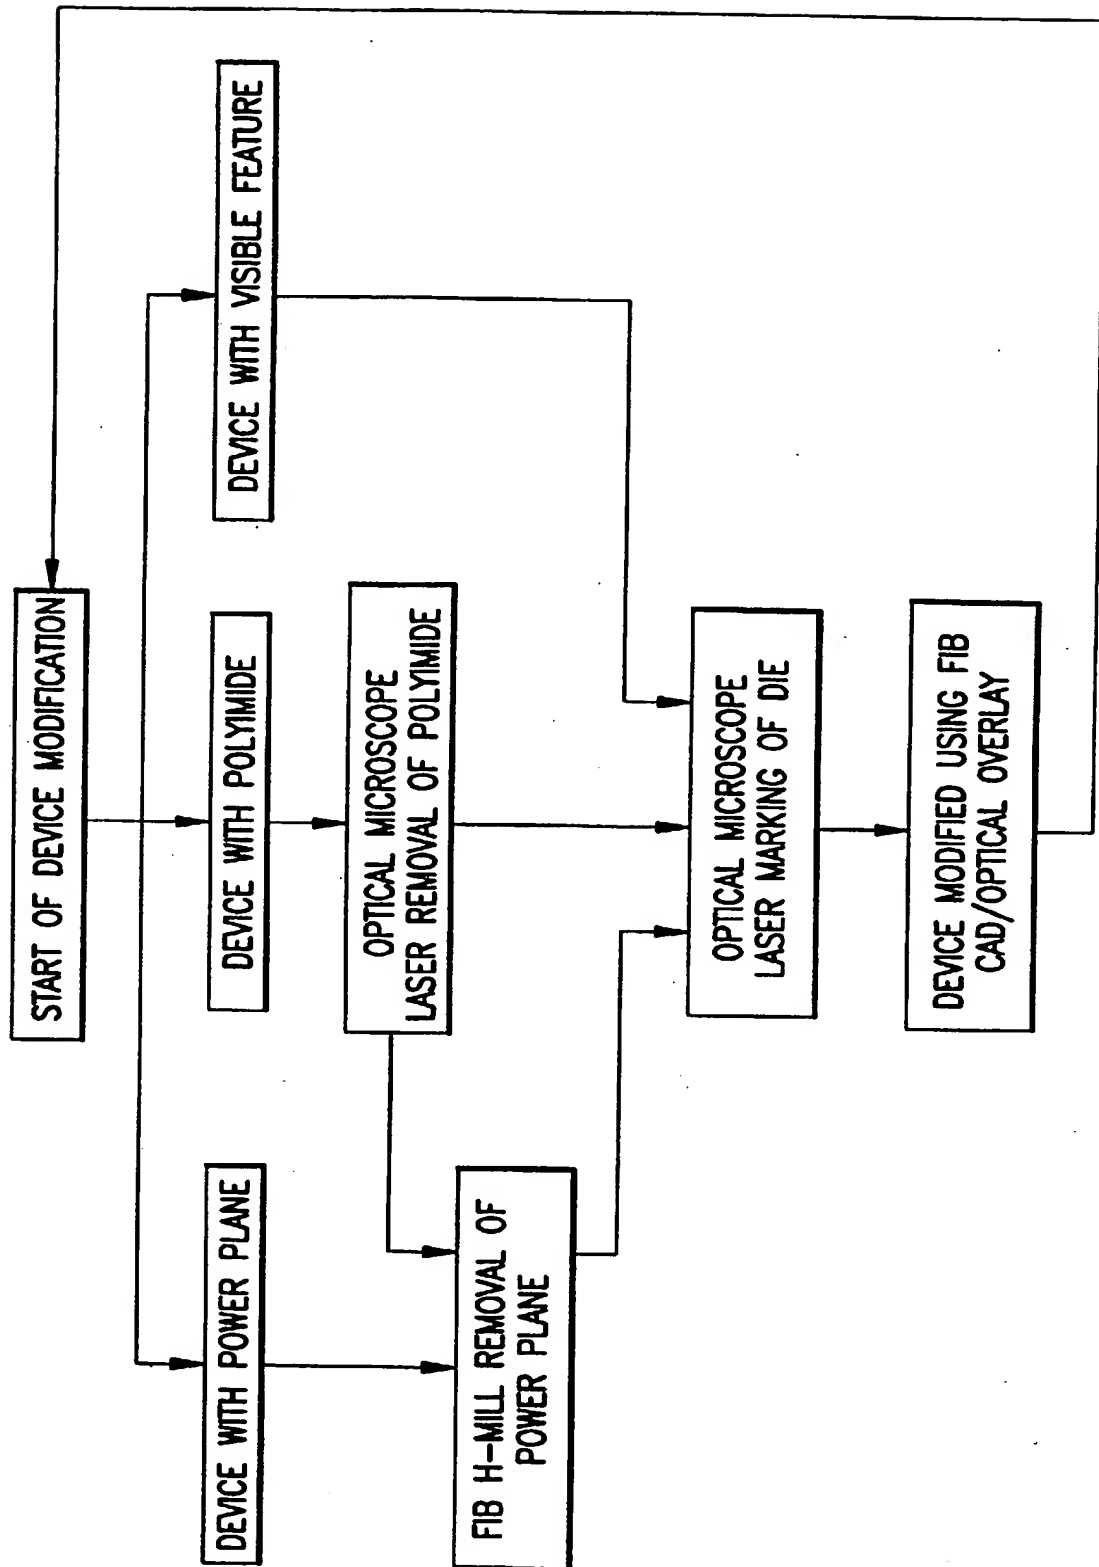 START OF DEVICE MODIFICATION
DEVICE WITH POWER PLANE
DEVICE WITH POLYIMIDE
DEVICE WITH VISIBLE FEATURE
OPTICAL MICROSCOPE
LASER REMOVAL OF POLYIMIDE
FIB H-MILL REMOVAL OF
POWER PLANE
OPTICAL MICROSCOPE
LASER MARKING OF DIE
DEVICE MODIFIED USING FIB
CAD/OPTICAL OVERLAY